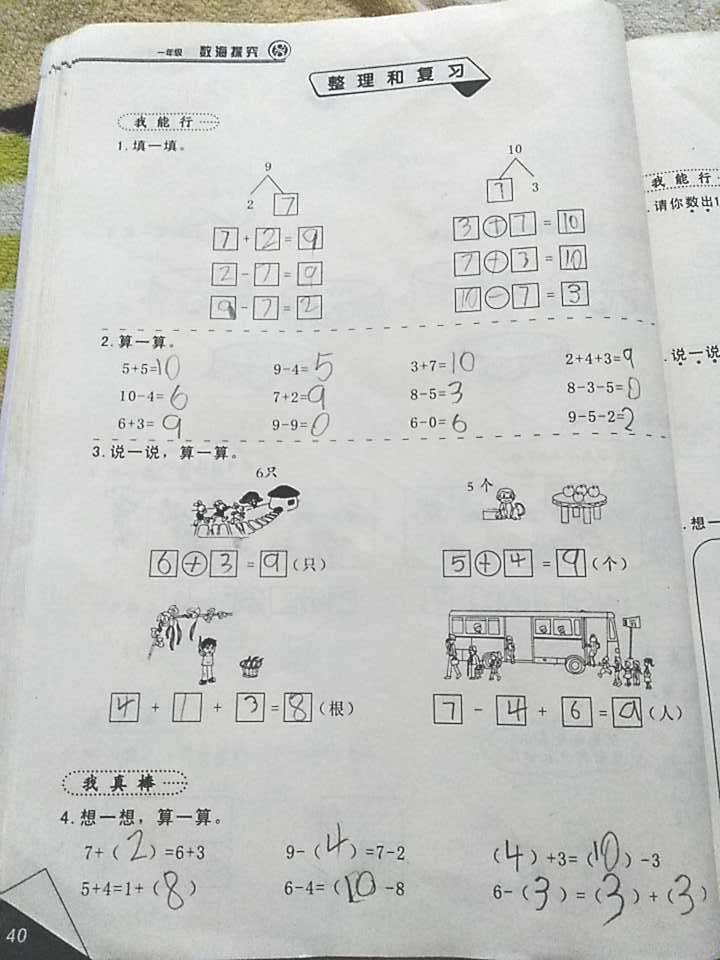 一年级 数海探究
整理和复习
我能行
1.填一填。
9
2 7
7+2=9
2-7=9
9-7=2
10
7 3
3+7=10
7+3=10
10-7=3
2.算一算。
5+5=10 9-4=5 3+7=10 2+4+3=9
10-4=6 7+2=9 8-5=3 8-3-5=0
6+3=9 9-9=0 6-0=6 9-5-2=2
3.说一说，算一算。
6只
5个
6+3=9(只) 5+4=9(个)
4+1+3=8(根) 7-4+6=9(人)
我真棒
4.想一想，算一算。
7+(2)=6+3 9-(4)=7-2 (4)+3=(10)-3
5+4=1+(8) 6-4=(10-8 6-(3)=(3)+(3)
40
我能行
.请你数出1
.说一说
.想一